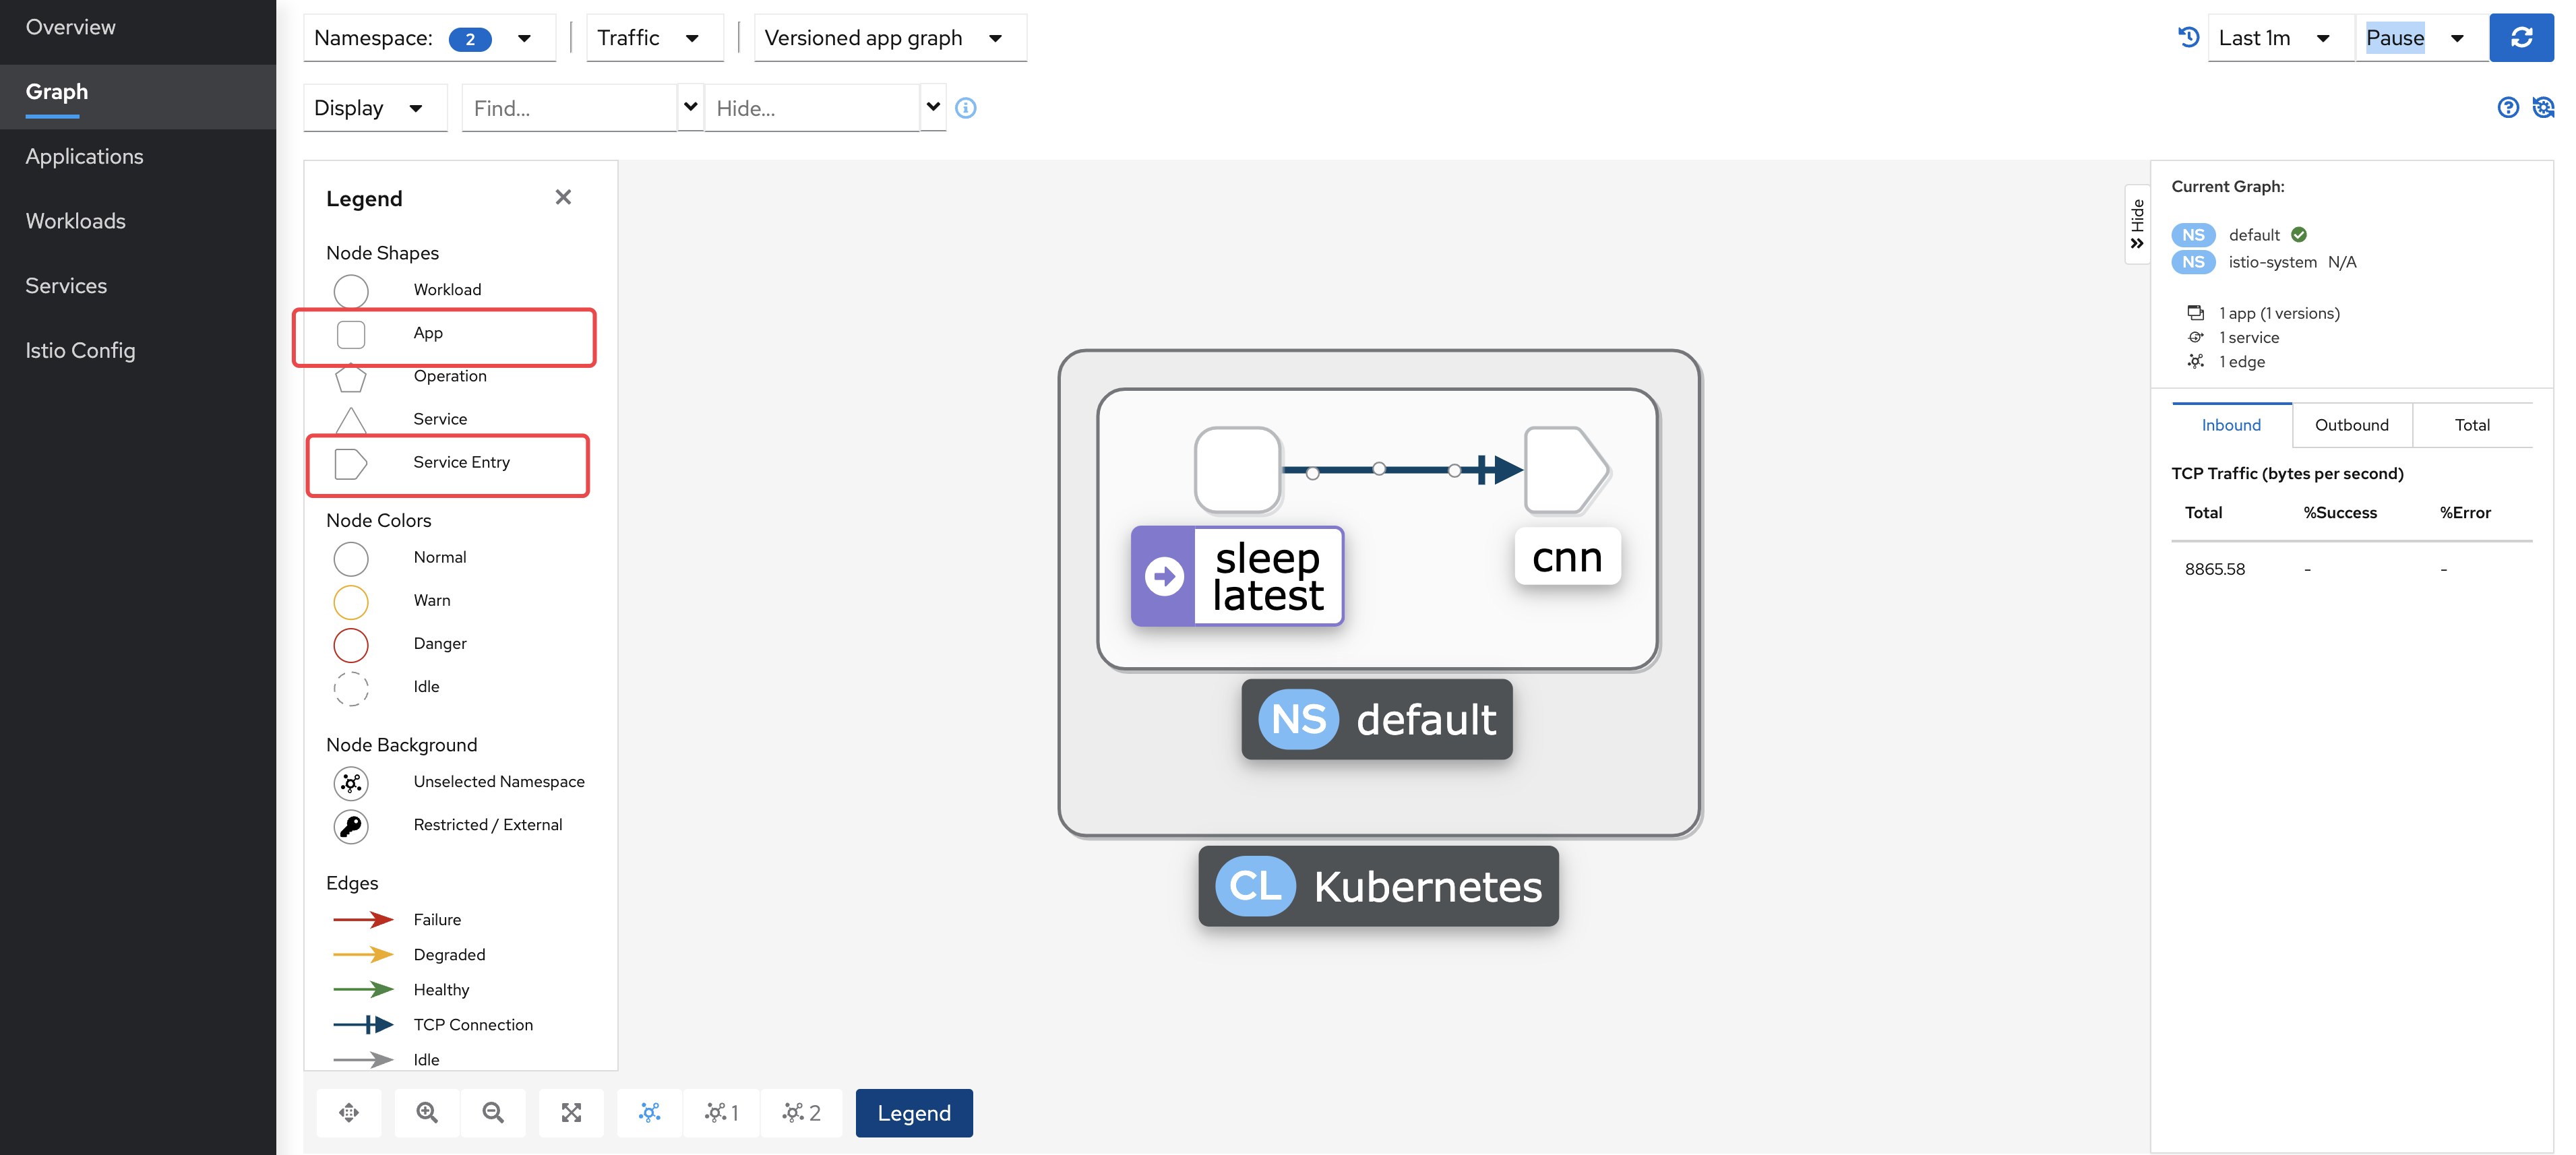 Overview
Graph
Applications
Workloads
Services
Istio Config
Namespace: 2
Traffic
Versioned app graph
Last 1m
Pause
Display
Find...
Hide...
Legend
Node Shapes
Workload
App
Operation
Service
Service Entry
Node Colors
Normal
Warn
Danger
Idle
Node Background
Unselected Namespace
Restricted / External
Edges
Failure
Degraded
Healthy
TCP Connection
Idle
sleep
latest
cnn
NS default
CL Kubernetes
1
2
Legend
Hide
Current Graph:
NS default
NS istio-system N/A
1 app (1 versions)
1 service
1 edge
Inbound
Outbound
Total
TCP Traffic (bytes per second)
Total %Success %Error
8865.58 - -